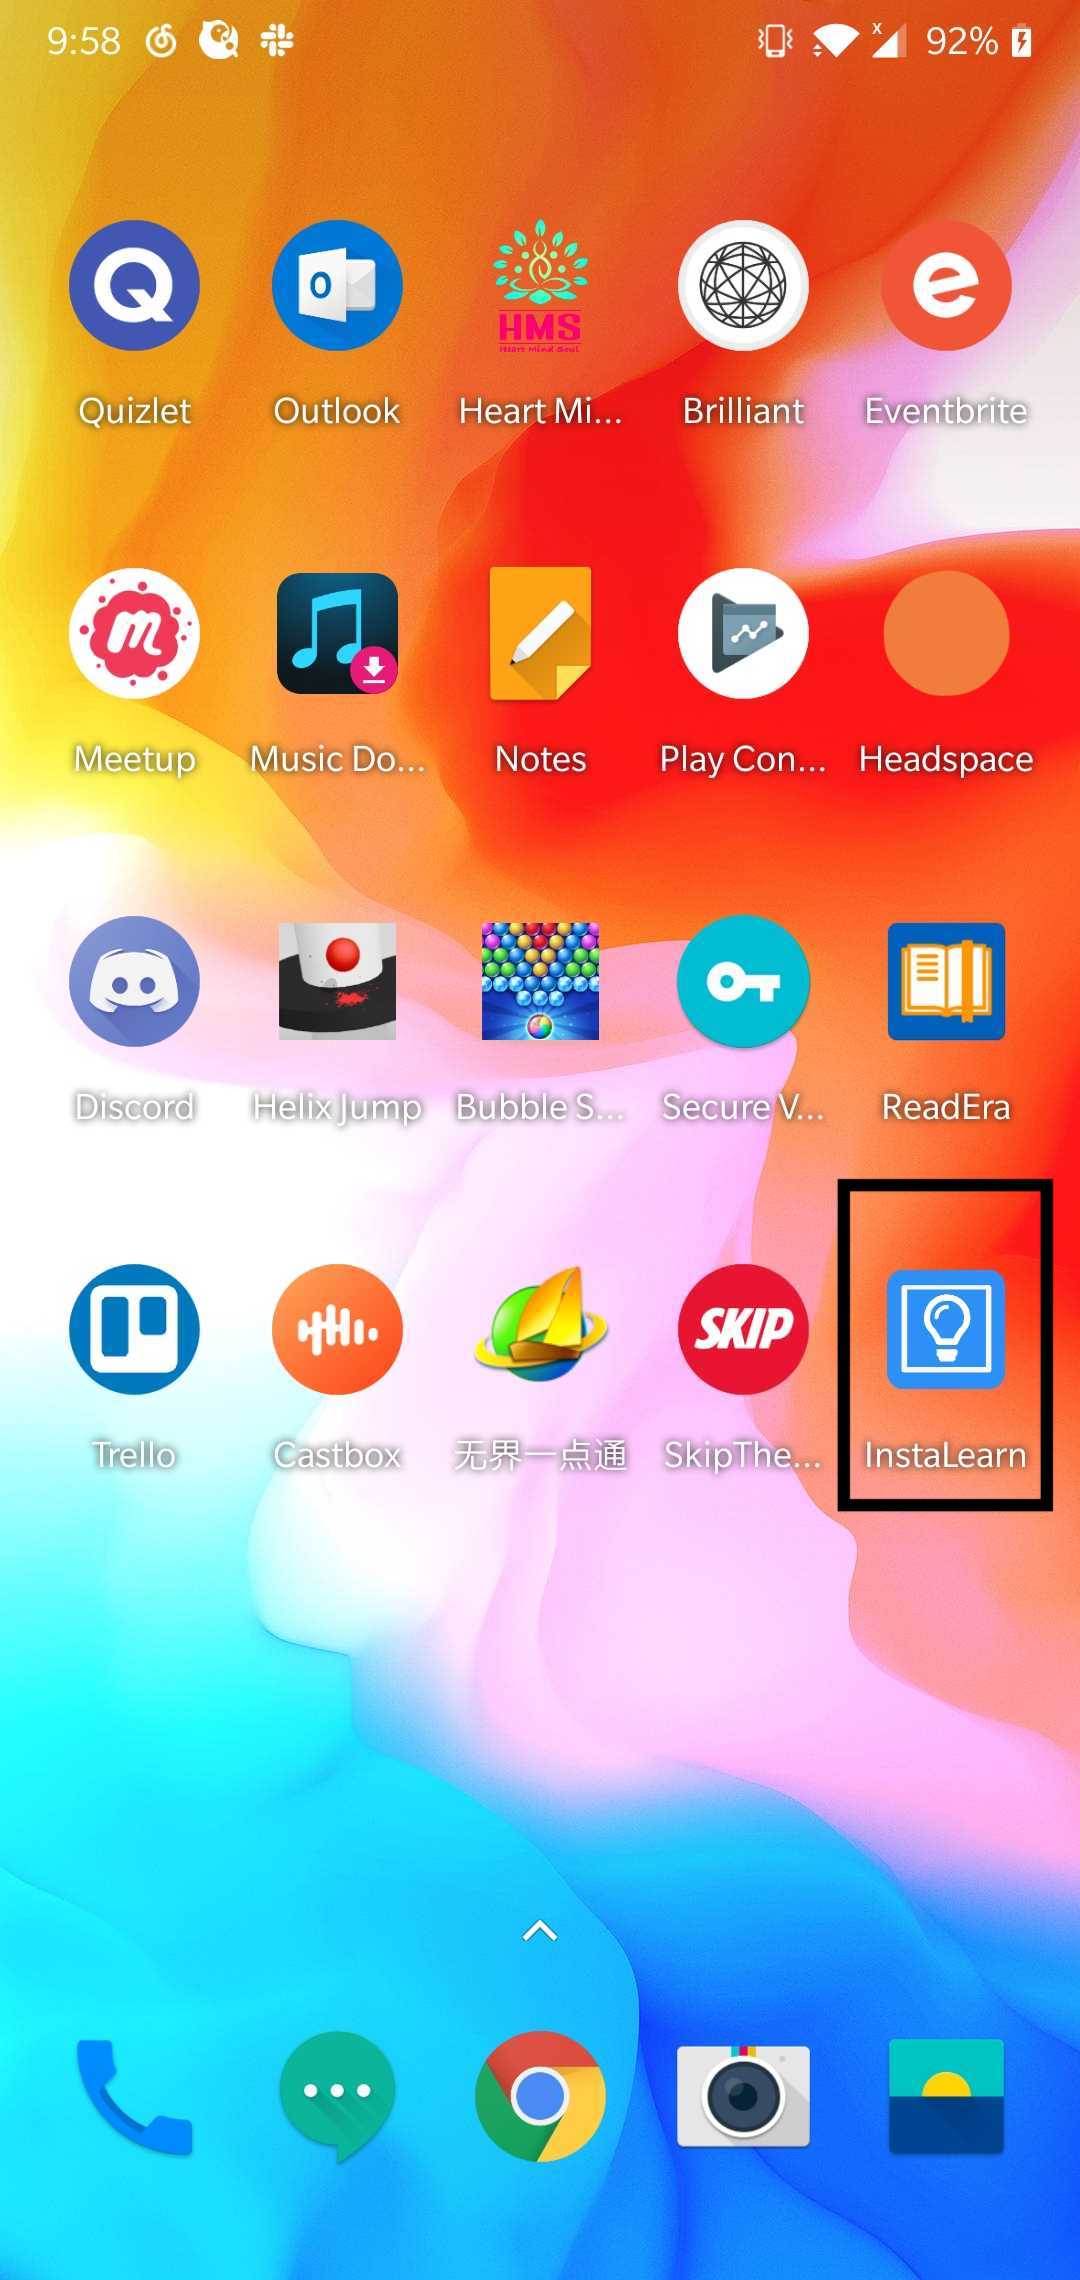 9:58 92%
HMS
Heart Mind Soul
Quizlet Outlook Heart Mi... Brilliant Eventbrite
Meetup Music Do... Notes Play Con... Headspace
Discord Helix Jump Bubble S... Secure V... ReadEra
SKIP
Trello Castbox 无界一点通 SkipThe... InstaLearn